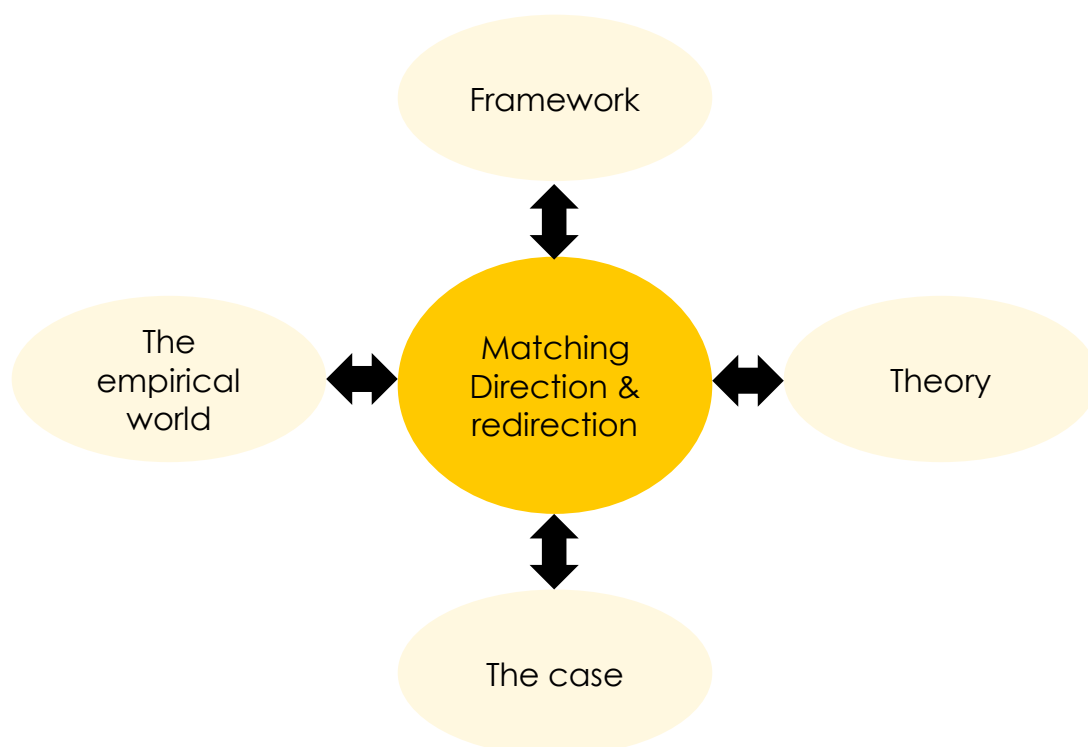 Framework
The
empirical
world
Matching
Direction &
redirection
Theory
The case